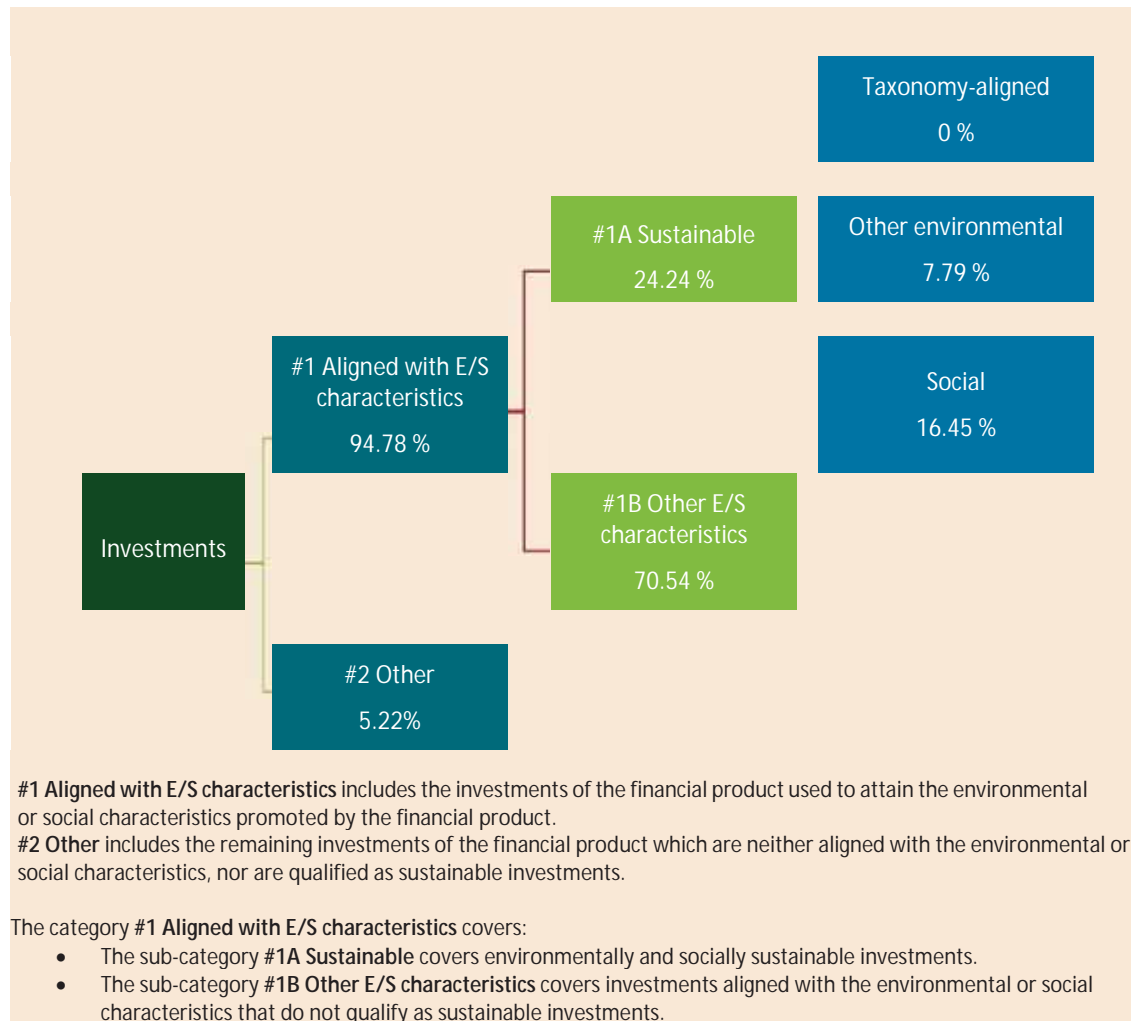 Taxonomy-aligned
0 %
#1A Sustainable
24.24 %
Other environmental
7.79 %
#1 Aligned with E/S
characteristics
94.78 %
Social
16.45 %
Investments
#1B Other E/S
characteristics
70.54 %
#2 Other
5.22%
#1 Aligned with E/S characteristics includes the investments of the financial product used to attain the environmental
or social characteristics promoted by the financial product.
#2 Other includes the remaining investments of the financial product which are neither aligned with the environmental or
social characteristics, nor are qualified as sustainable investments.
The category #1 Aligned with E/S characteristics covers:
• The sub-category #1A Sustainable covers environmentally and socially sustainable investments.
• The sub-category #1B Other E/S characteristics covers investments aligned with the environmental or social
characteristics that do not qualify as sustainable investments.